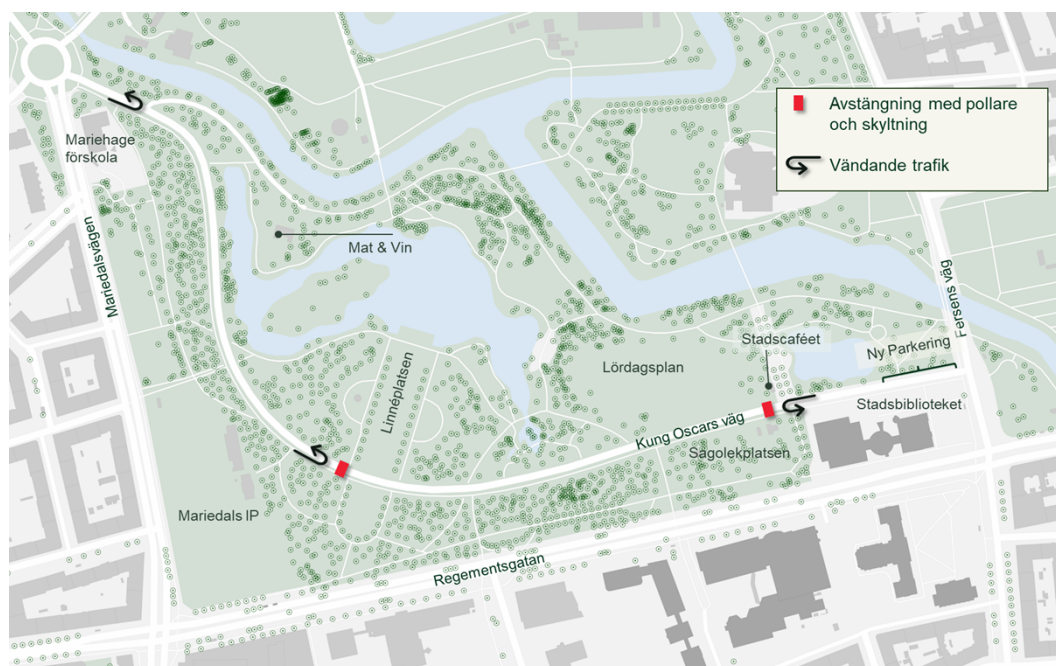 Avstängning med pollare
och skyltning
Vändande trafik
Mariehage
förskola
Mariedalsvägen
Mat & Vin
Fersens väg
Stadscaféet
Ny Parkering
Linnéplatsen
Lördagsplan
Stadsbiblioteket
Kung Oscars väg
Sagolekplatsen
Mariedals IP
Regementsgatan